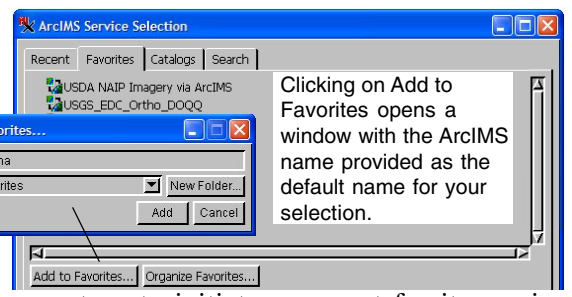 ArcIMS Service Selection
Recent Favorites Catalogs Search
USDA NAIP Imagery via ArcIMS
USGS_EDC_Ortho_DOQQ
Clicking on Add to
Favorites opens a
window with the ArcIMS
name provided as the
default name for your
selection.
orites...
na
rites New Folder...
Add Cancel
Add to Favorites... Organize Favorites...